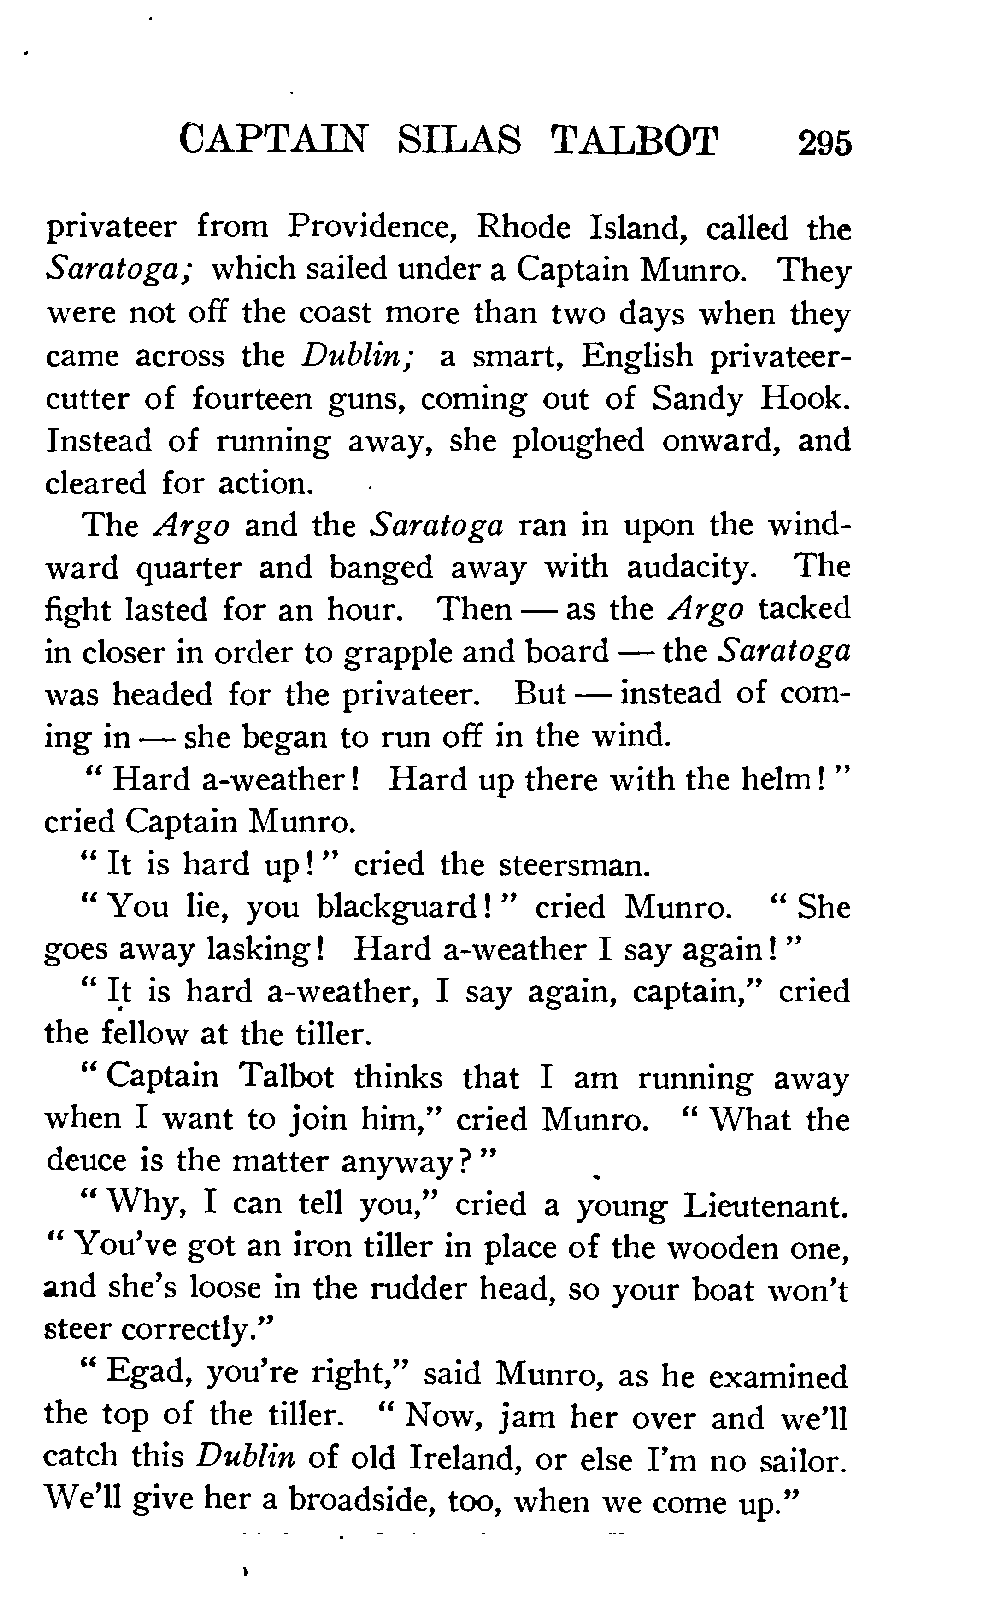 CAPTAIN SILAS TALBOT 295
privateer from Providence, Rhode Island, called the
Saratoga; which sailed under a Captain Munro. They
were not off the coast more than two days when they
came across the Dublin; a smart, English privateer-
cutter of fourteen guns, coming out of Sandy Hook.
Instead of running away, she ploughed onward, and
cleared for action.
The Argo and the Saratoga ran in upon the wind-
ward quarter and banged away with audacity. The
fight lasted for an hour. Then — as the Argo tacked
in closer in order to grapple and board — the Saratoga
was headed for the privateer. But — instead of com-
ing in — she began to run off in the wind.
" Hard a-weather! Hard up there with the helm! "
cried Captain Munro.
" It is hard up! " cried the steersman.
" You lie, you blackguard! " cried Munro. " She
goes away lasking! Hard a-weather I say again! "
" It is hard a-weather, I say again, captain," cried
the fellow at the tiller.
" Captain Talbot thinks that I am running away
when I want to join him," cried Munro. " What the
deuce is the matter anyway? "
" Why, I can tell you," cried a young Lieutenant.
" You've got an iron tiller in place of the wooden one,
and she's loose in the rudder head, so your boat won't
steer correctly."
" Egad, you're right," said Munro, as he examined
the top of the tiller. " Now, jam her over and we'll
catch this Dublin of old Ireland, or else I'm no sailor.
We'll give her a broadside, too, when we come up."